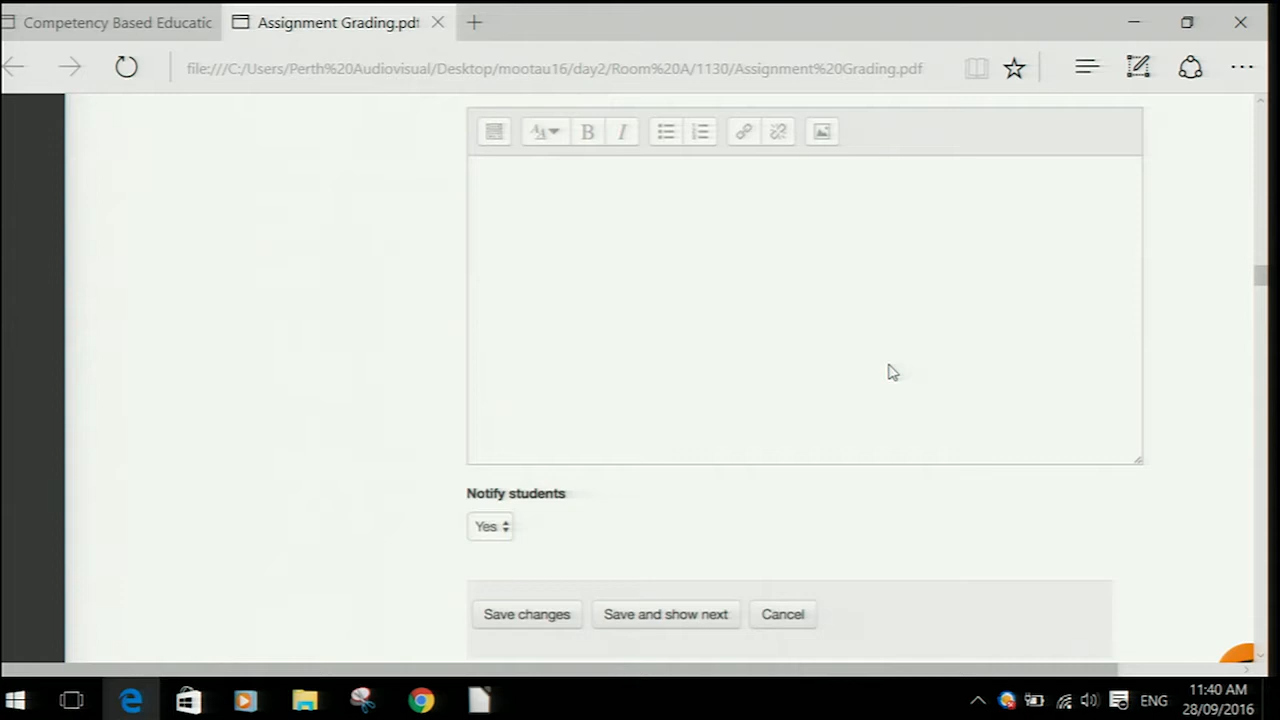 Competency Based Educatic
Assignment Grading.pdf
file:///C:/Users/Perth%20Audiovisual/Desktop/mootau16/day2/Room%20A/1130/Assignment%20Grading.pdf
B I
Notify students
Yes
Save changes Save and show next Cancel
ENG
11:40 AM
28/09/2016